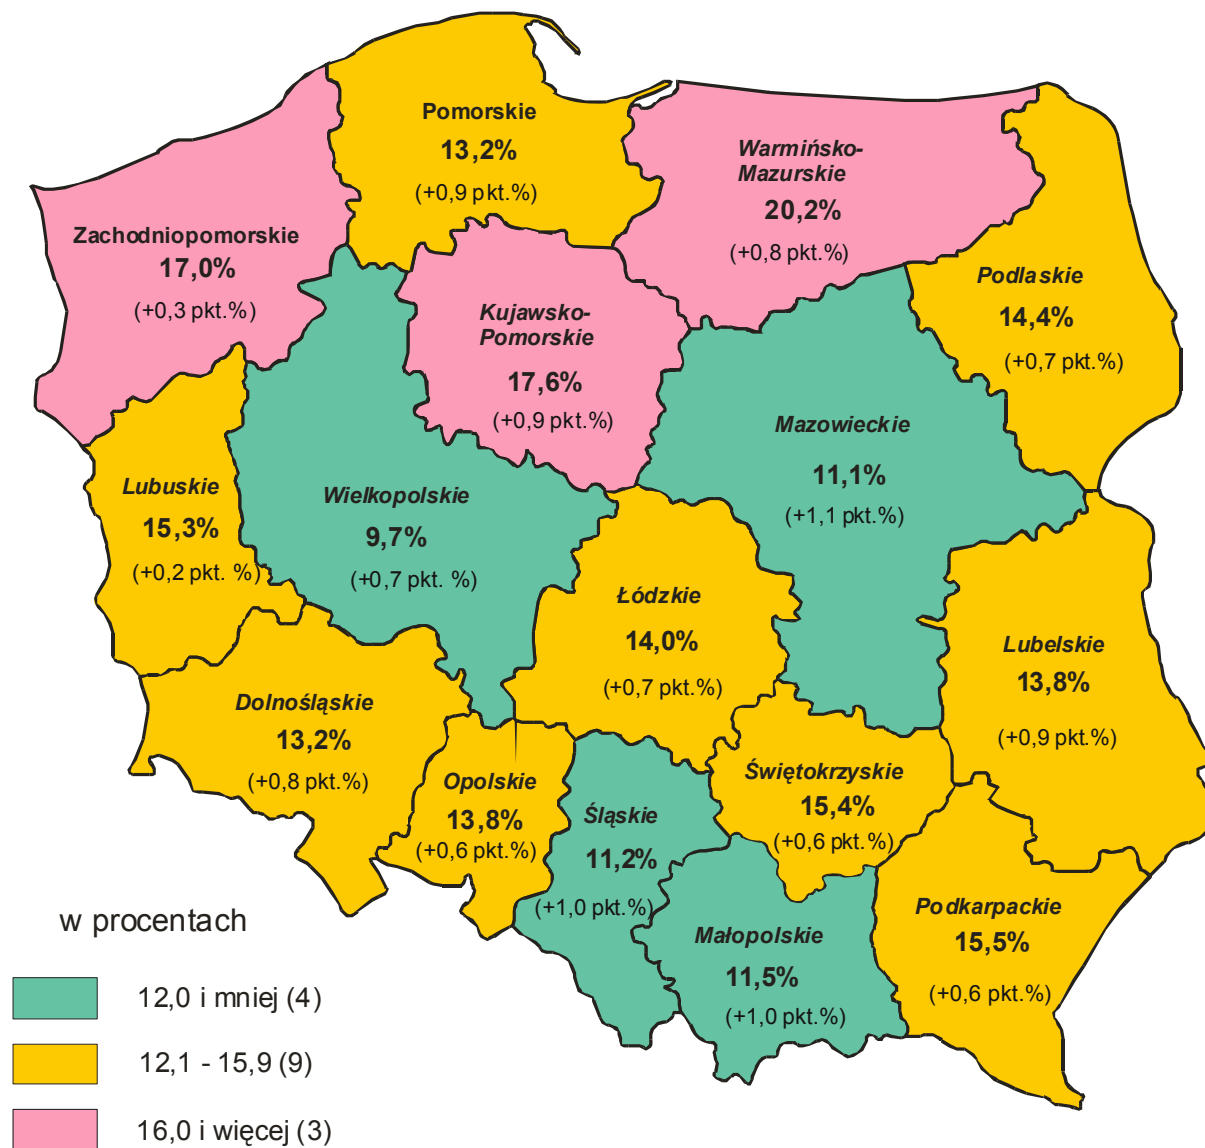 Pomorskie
13,2%
(+0,9 pkt.%)
Warmińsko-
Mazurskie
20,2%
(+0,8 pkt.%)
Zachodniopomorskie
17,0%
(+0,3 pkt.%)
Podlaskie
14,4%
(+0,7 pkt.%)
Kujawsko-
Pomorskie
17,6%
(+0,9 pkt.%)
Mazowieckie
11,1%
(+1,1 pkt.%)
Lubuskie
15,3%
(+0,2 pkt. %)
Wielkopolskie
9,7%
(+0,7 pkt. %)
Łódzkie
14,0%
(+0,7 pkt.%)
Lubelskie
13,8%
(+0,9 pkt.%)
Dolnośląskie
13,2%
(+0,8 pkt.%)
Opolskie
13,8%
(+0,6 pkt.%)
Śląskie
11,2%
(+1,0 pkt.%)
Świętokrzyskie
15,4%
(+0,6 pkt.%)
Małopolskie
11,5%
(+1,0 pkt.%)
Podkarpackie
15,5%
(+0,6 pkt.%)
w procentach
12,0 i mniej (4)
12,1 - 15,9 (9)
16,0 i więcej (3)